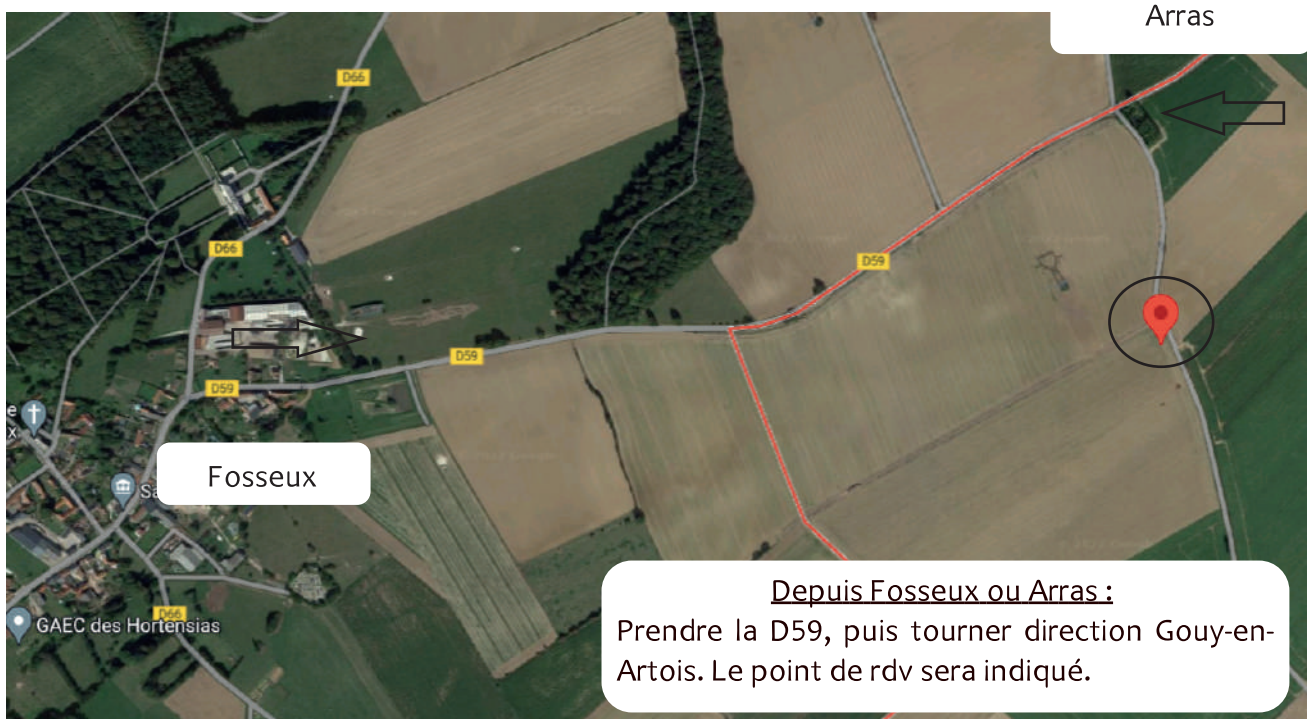 Arras
D66
D66
D59
D59
D59
Fosseux
D66
GAEC des Hortensias
Depuis Fosseux ou Arras :
Prendre la D59, puis tourner direction Gouy-en-
Artois. Le point de rdv sera indiqué.